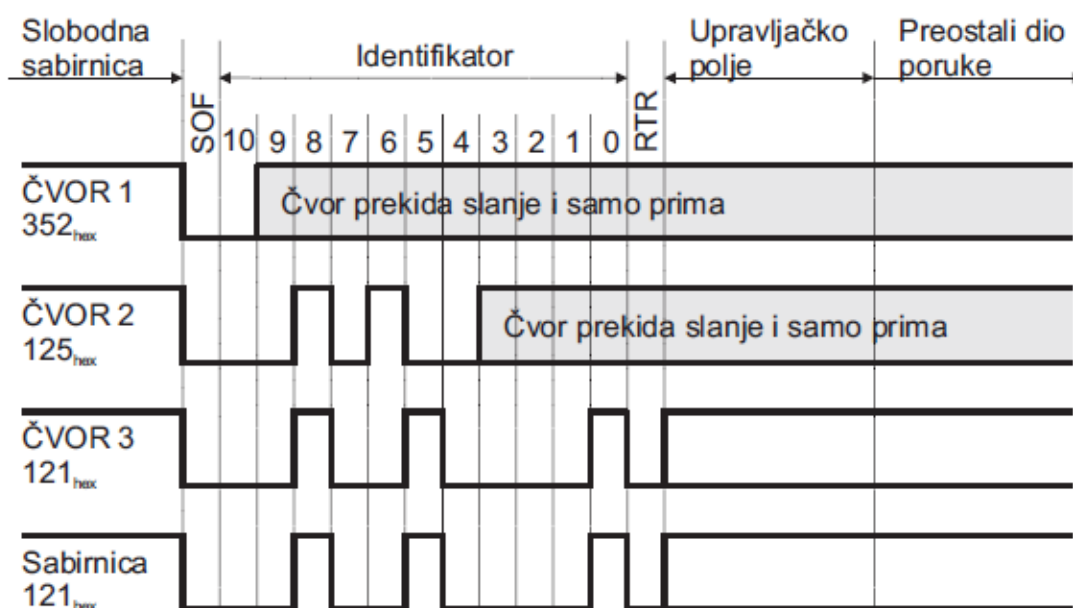 Slobodna
sabirnica
Identifikator
Upravljačko
polje
Preostali dio
poruke
SOF
10 9 8 7 6 5 4 3 2 1 0
RTR
ČVOR 1
352hex
Čvor prekida slanje i samo prima
ČVOR 2
125hex
Čvor prekida slanje i samo prima
ČVOR 3
121hex
Sabirnica
121hex